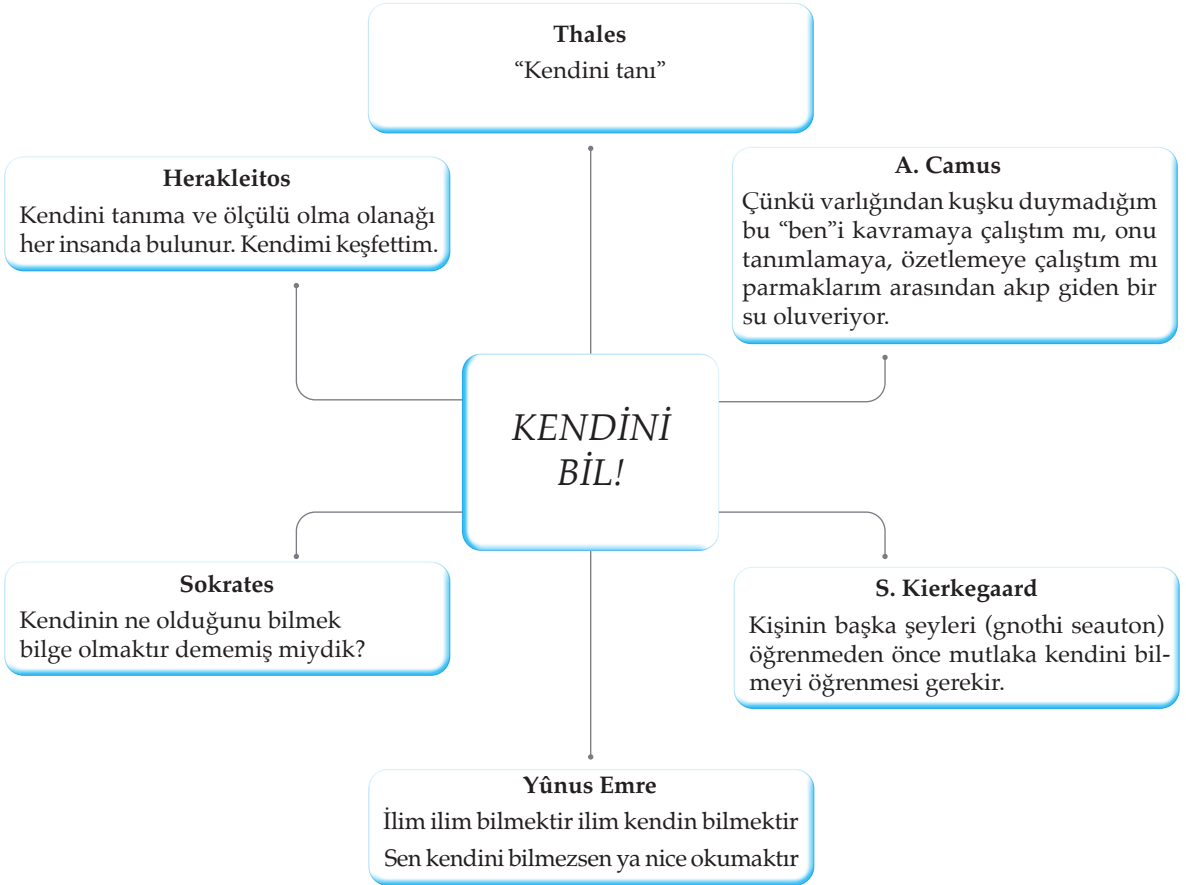 Thales
“Kendini tanı”
Herakleitos
Kendini tanıma ve ölçülü olma olanağı
her insanda bulunur. Kendimi keşfettim.
A. Camus
Çünkü varlığından kuşku duymadığım
bu “ben”i kavramaya çalıştım mı, onu
tanımlamaya, özetlemeye çalıştım mı
parmaklarım arasından akıp giden bir
su oluveriyor.
KENDİNİ
BİL!
Sokrates
Kendinin ne olduğunu bilmek
bilge olmaktır dememiş miydik?
S. Kierkegaard
Kişinin başka şeyleri (gnothi seauton)
öğrenmeden önce mutlaka kendini bil-
meyi öğrenmesi gerekir.
Yûnus Emre
İlim ilim bilmektir ilim kendin bilmektir
Sen kendini bilmezsen ya nice okumaktır